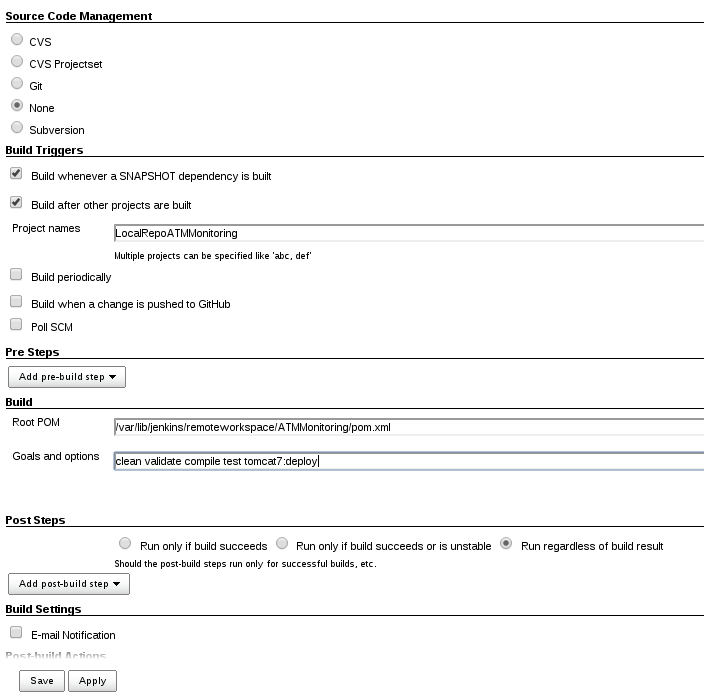 Source Code Management
CVS
CVS Projectset
Git
None
Subversion
Build Triggers
Build whenever a SNAPSHOT dependency is built
Build after other projects are built
Project names
LocalRepoATMMonitoring
Multiple projects can be specified like 'abc, def'
Build periodically
Build when a change is pushed to GitHub
Poll SCM
Pre Steps
Add pre-build step
Build
Root POM
/var/lib/jenkins/remoteworkspace/ATMMonitoring/pom.xml
Goals and options
clean validate compile test tomcat7:deploy
Post Steps
Run only if build succeeds Run only if build succeeds or is unstable Run regardless of build result
Should the post-build steps run only for successful builds, etc.
Add post-build step
Build Settings
E-mail Notification
Post-build Actions
Save Apply